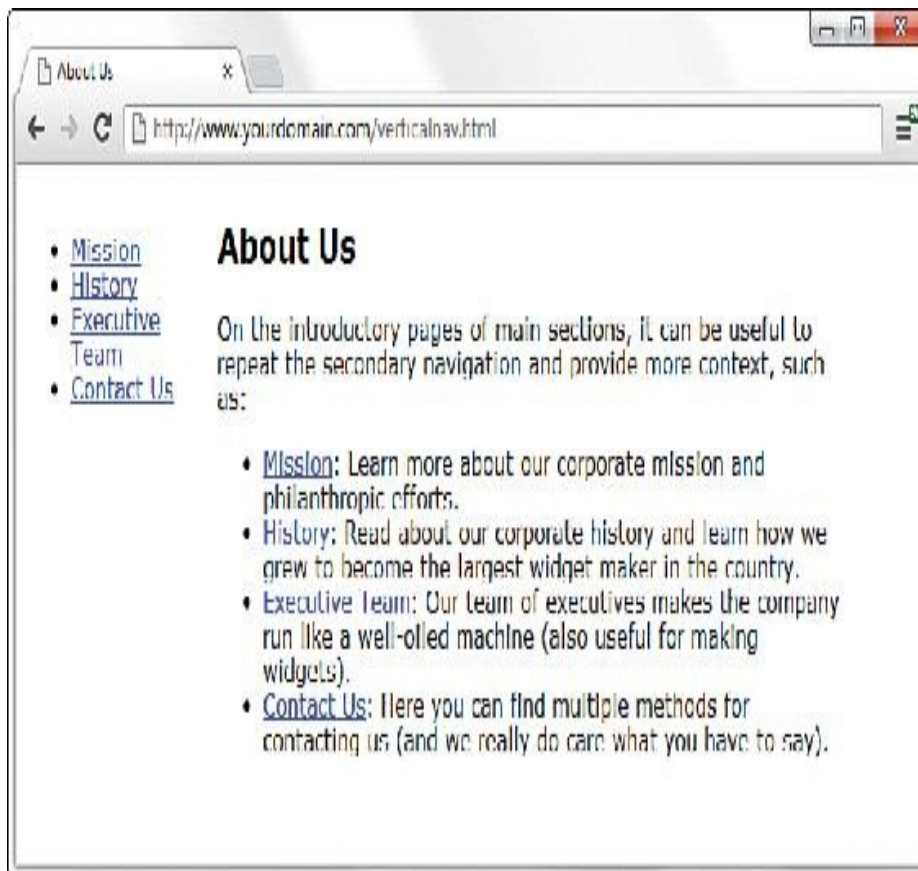 About Us
http://www.yourdomain.com/verticalnav.html
• Mission
• History
• Executive
Team
• Contact Us
About Us
On the introductory pages of main sections, it can be useful to
repeat the secondary navigation and provide more context, such
as:
• Mission: Learn more about our corporate mission and
philanthropic efforts.
• History: Read about our corporate history and learn how we
grew to become the largest widget maker in the country.
• Executive Team: Our team of executives makes the company
run like a well-oiled machine (also useful for making
widgets).
• Contact Us: Here you can find multiple methods for
contacting us (and we really do care what you have to say).